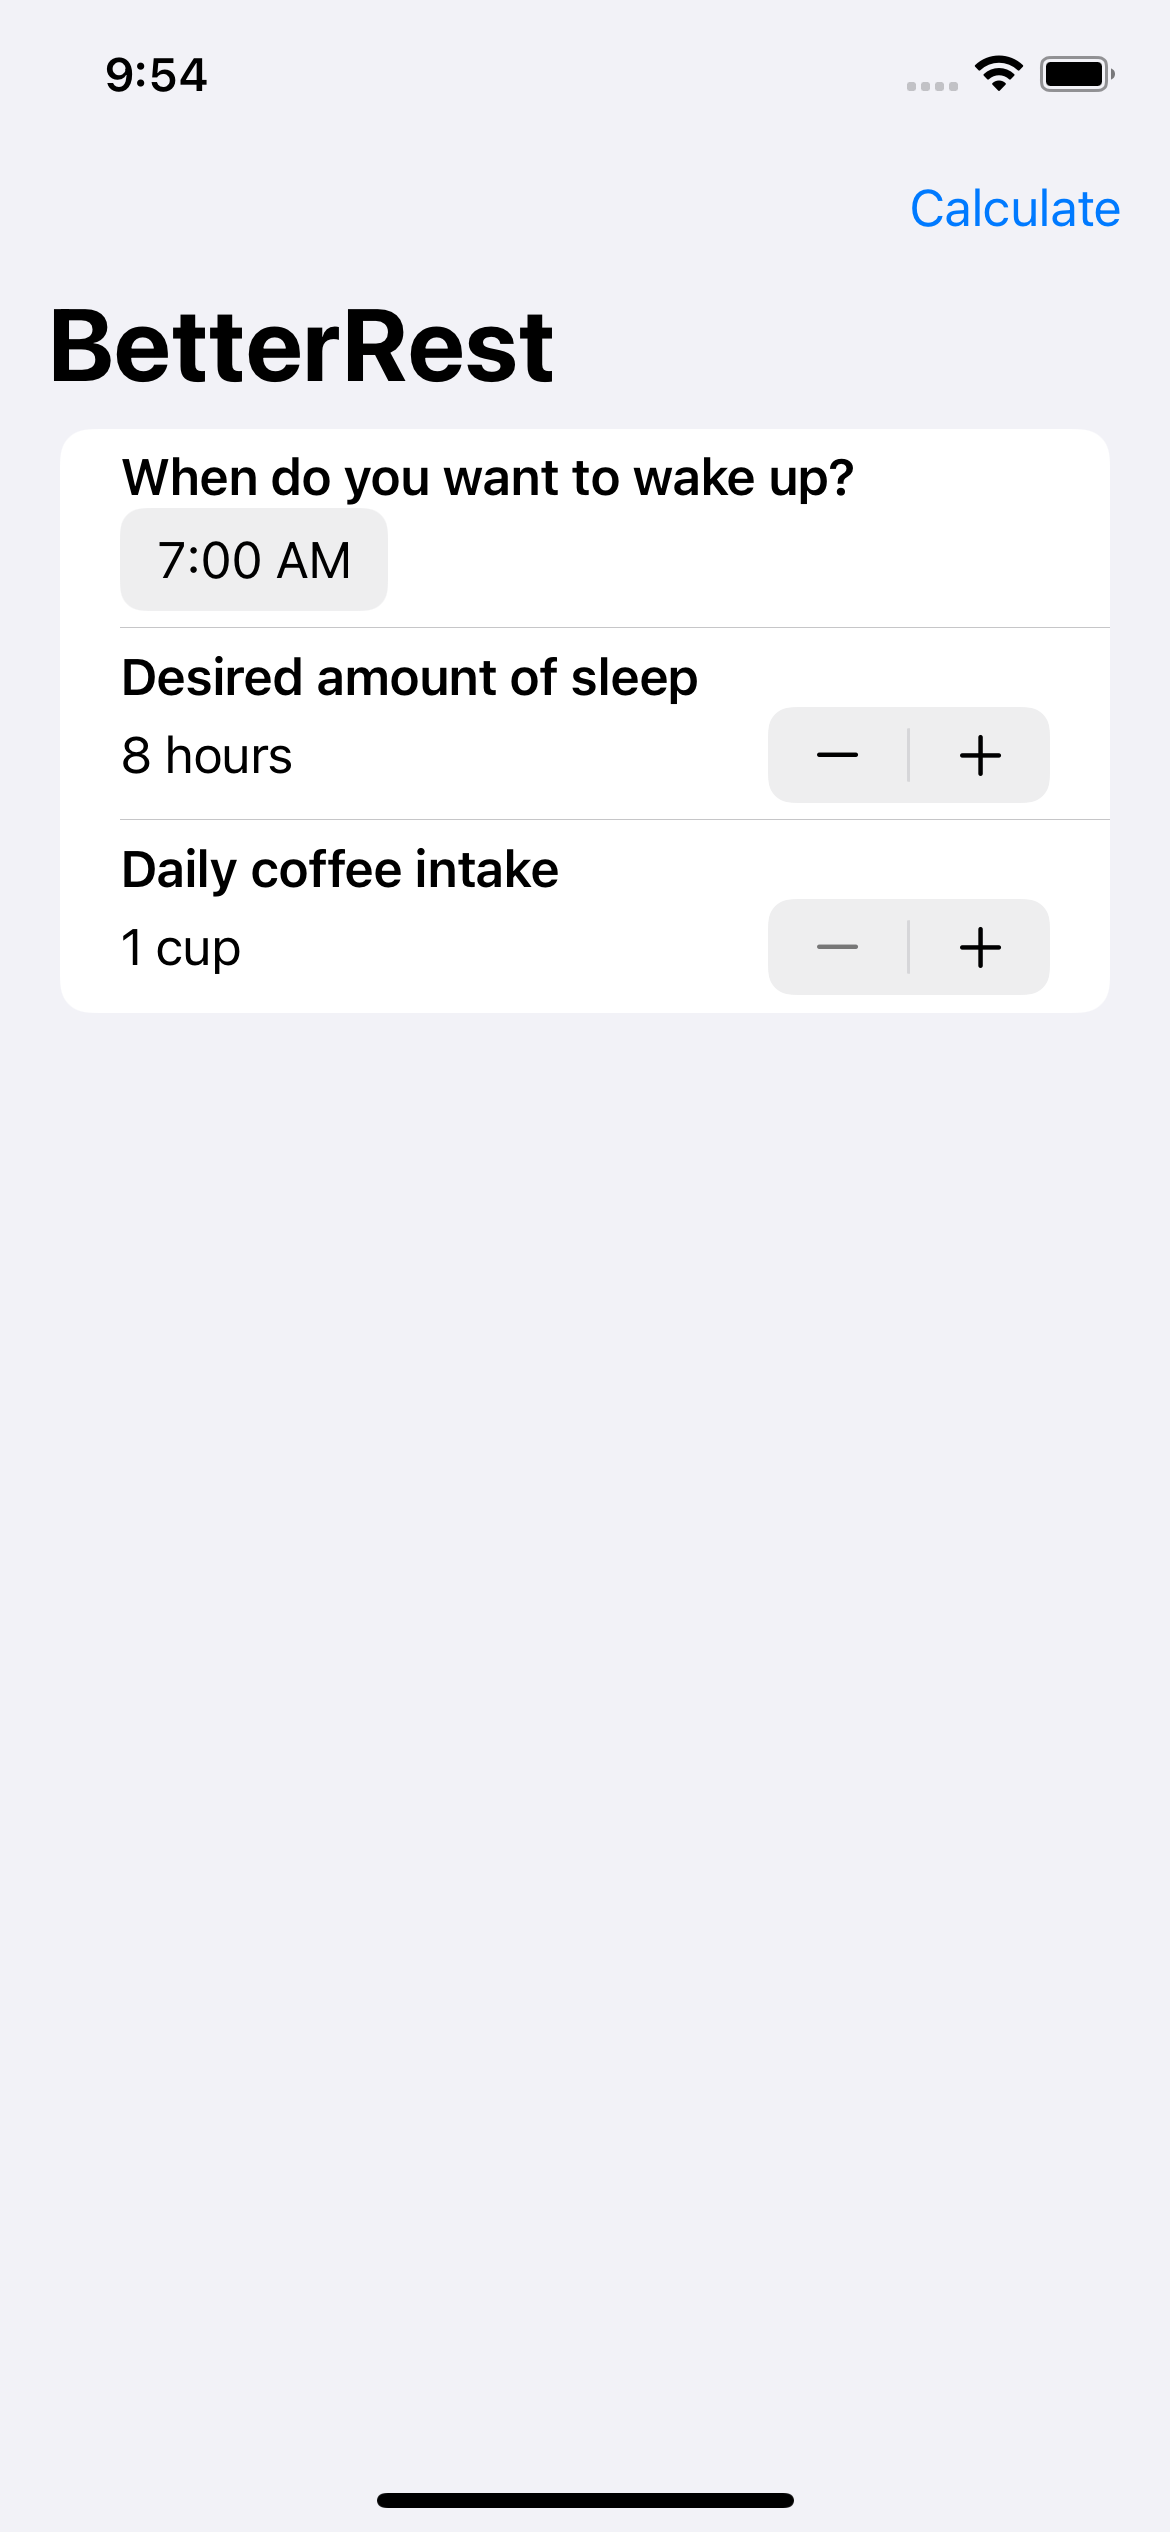 9:54
Calculate
BetterRest
When do you want to wake up?
7:00 AM
Desired amount of sleep
8 hours
Daily coffee intake
1 cup